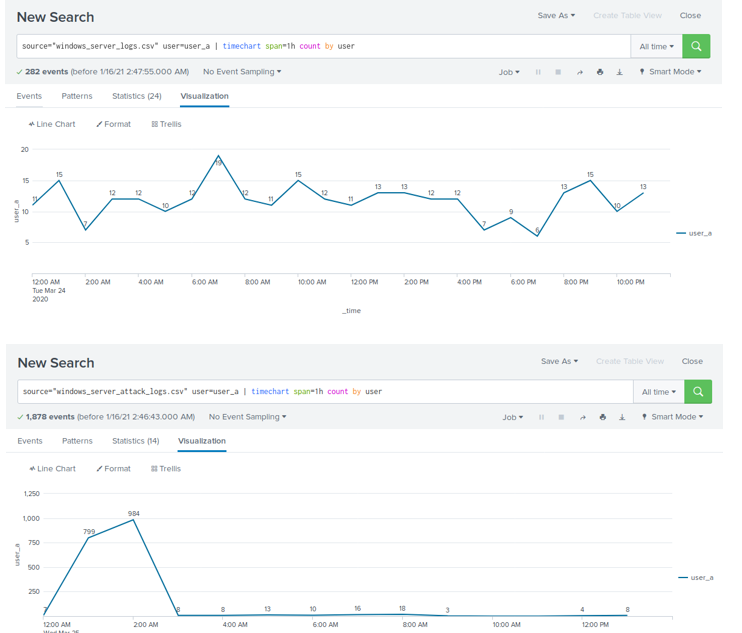 New Search
Save As ▾ Create Table View Close
source="windows_server_logs.csv" user=user_a | timechart span=1h count by user
All time ▾
✓ 282 events (before 1/16/21 2:47:55.000 AM) No Event Sampling ▾
Job ▾ Smart Mode ▾
Events Patterns Statistics (24) Visualization
Line Chart Format Trellis
20
15
10
5
user_a
11 15 7 12 12 10 12 19 12 11 15 12 11 13 13 12 12 7 9 6 13 15 10 13
user_a
12:00 AM 2:00 AM 4:00 AM 6:00 AM 8:00 AM 10:00 AM 12:00 PM 2:00 PM 4:00 PM 6:00 PM 8:00 PM 10:00 PM
Tue Mar 24
2020
_time
New Search
Save As ▾ Create Table View Close
source="windows_server_attack_logs.csv" user=user_a | timechart span=1h count by user
All time ▾
✓ 1,878 events (before 1/16/21 2:46:43.000 AM) No Event Sampling ▾
Job ▾ Smart Mode ▾
Events Patterns Statistics (14) Visualization
Line Chart Format Trellis
1,250
1,000
750
500
250
user_a
7 799 984 8 8 13 10 16 18 3 4 8
user_a
12:00 AM 2:00 AM 4:00 AM 6:00 AM 8:00 AM 10:00 AM 12:00 PM
Wed Mar 25